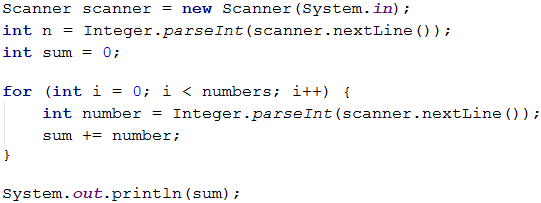 Scanner scanner = new Scanner(System.in);
int n = Integer.parseInt(scanner.nextLine());
int sum = 0;
for (int i = 0; i < numbers; i++) {
int number = Integer.parseInt(scanner.nextLine());
sum += number;
}
System.out.println(sum);